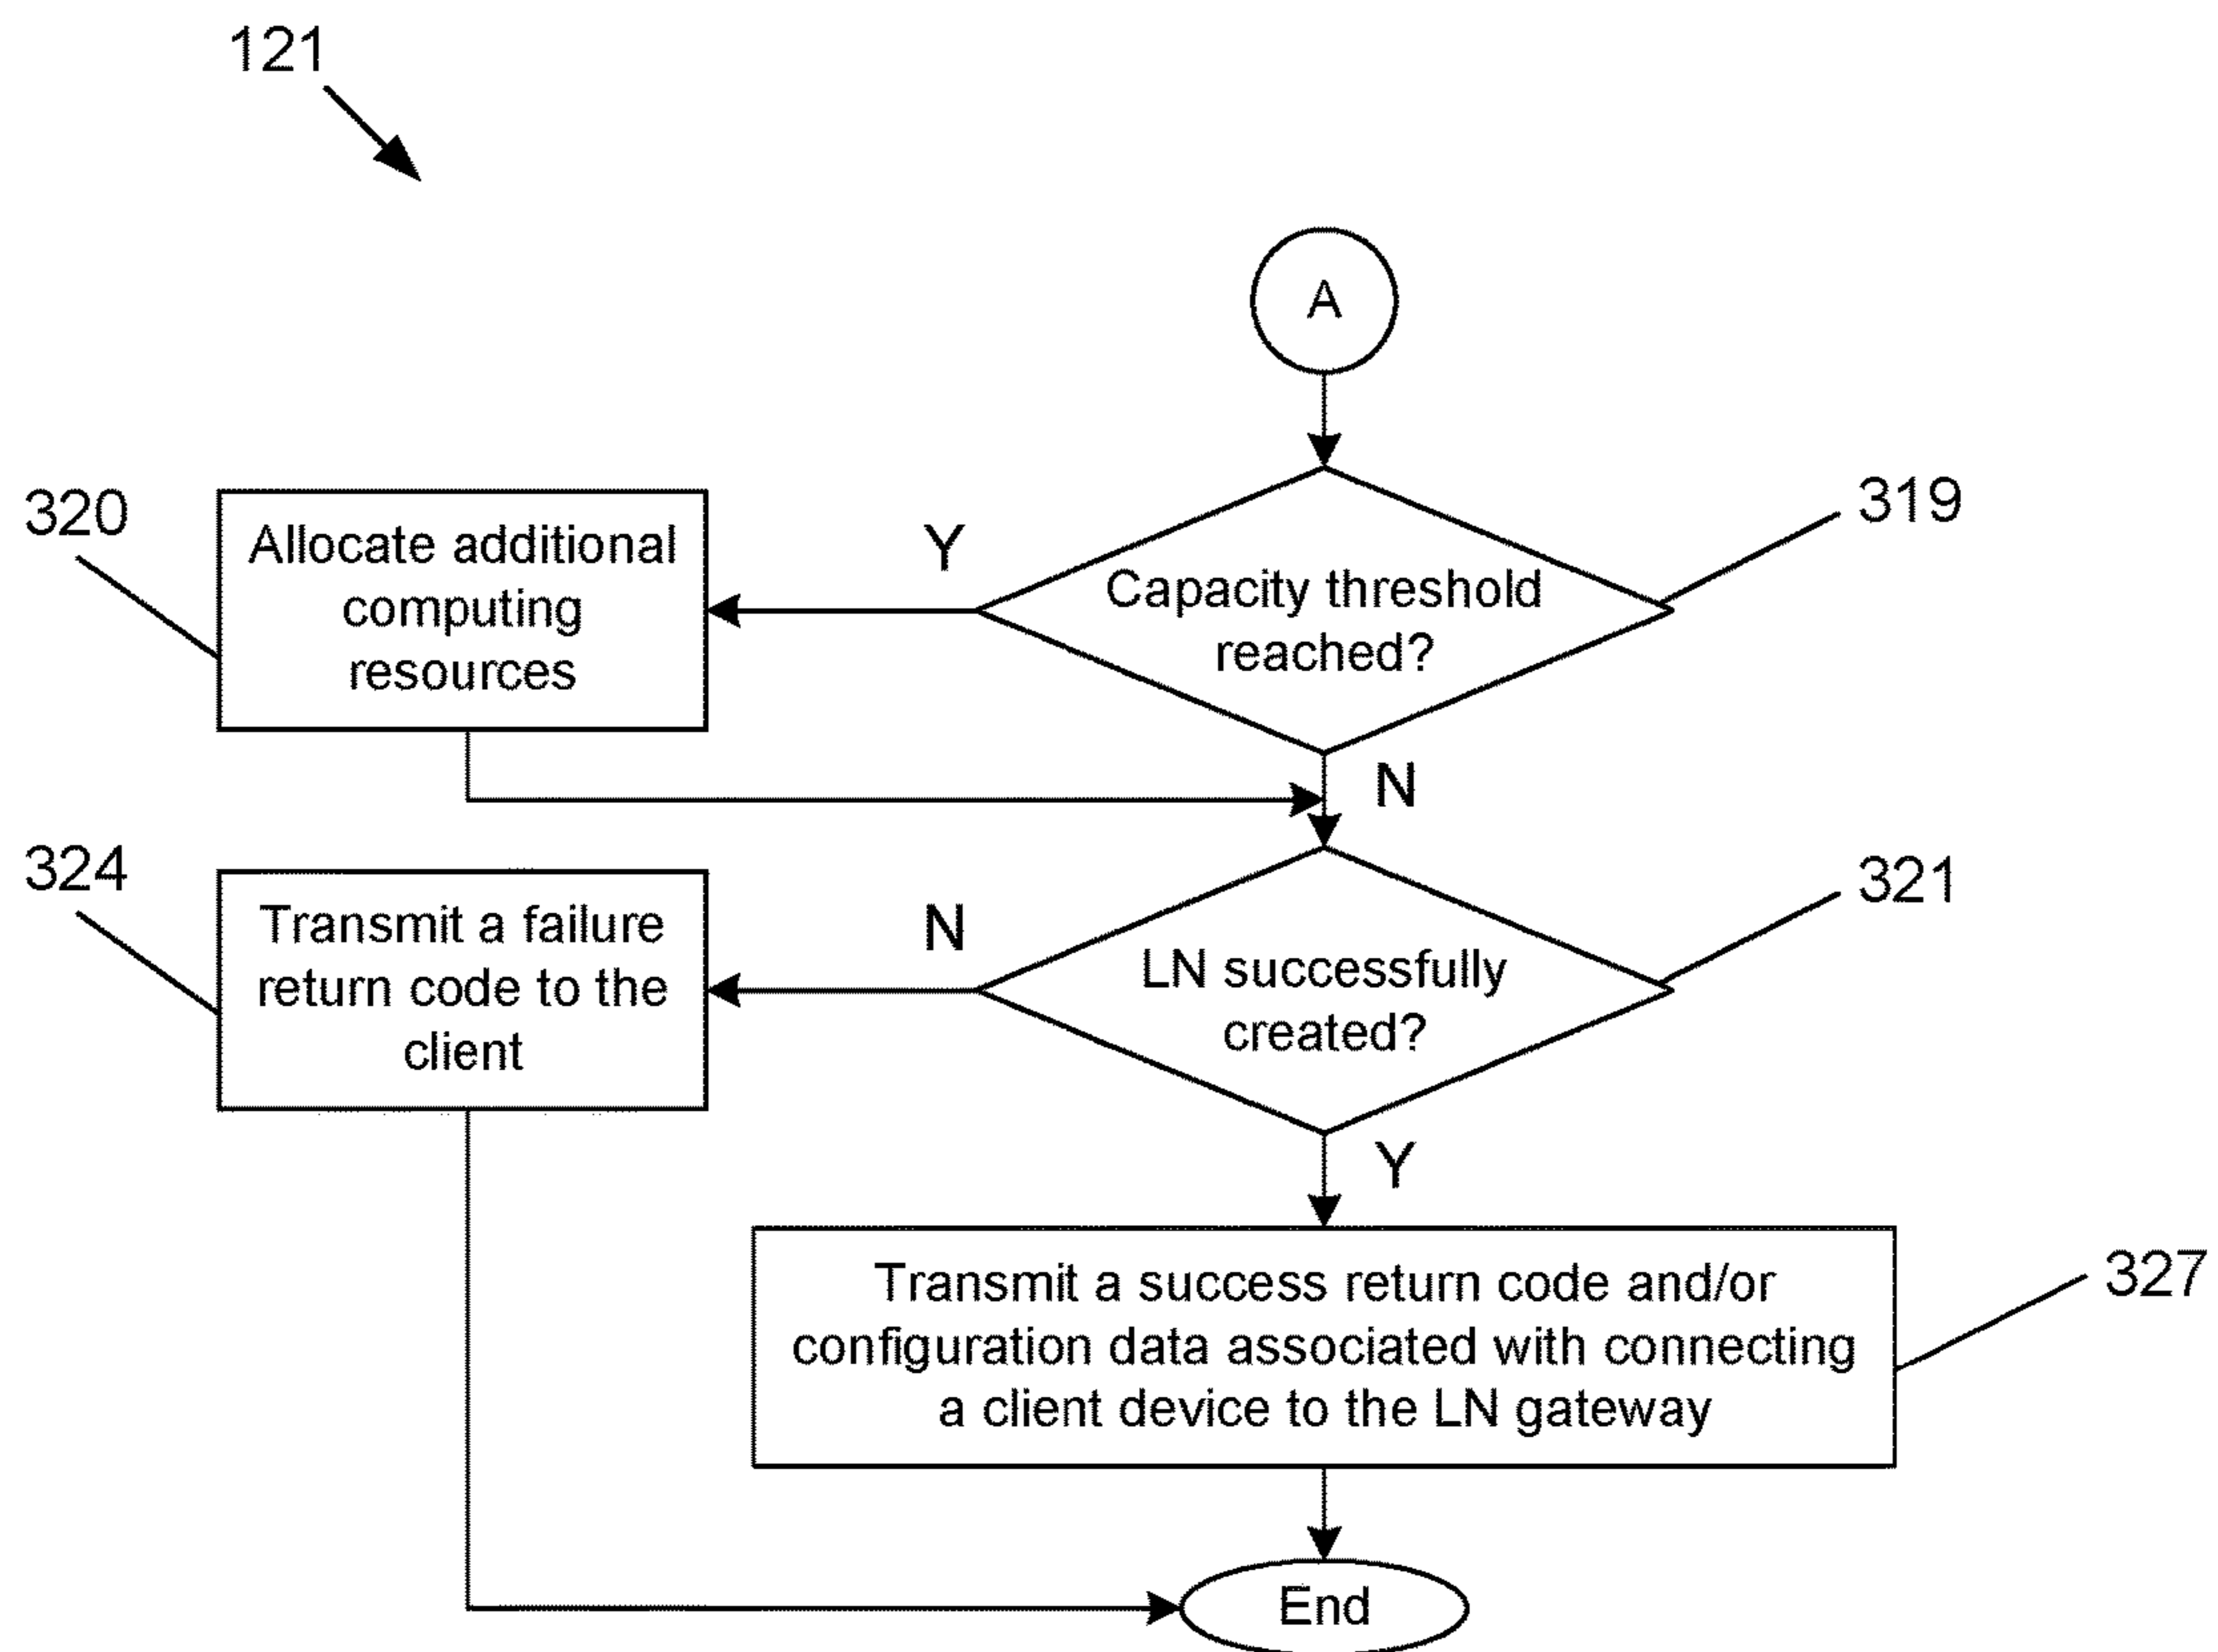 121
A
319
Capacity threshold
reached?
Y
320
Allocate additional
computing
resources
N
321
LN successfully
created?
N
324
Transmit a failure
return code to the
client
Y
327
Transmit a success return code and/or
configuration data associated with connecting
a client device to the LN gateway
End